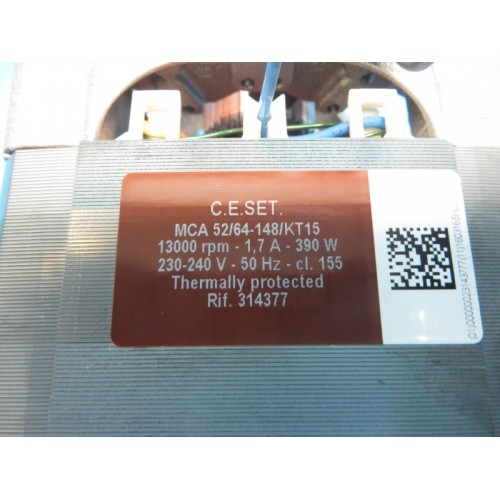 C.E.SET.
MCA 52/64-148/KT15
13000 rpm - 1,7 A - 390 W
230-240 V - 50 Hz - cl. 155
Thermally protected
Rif. 314377